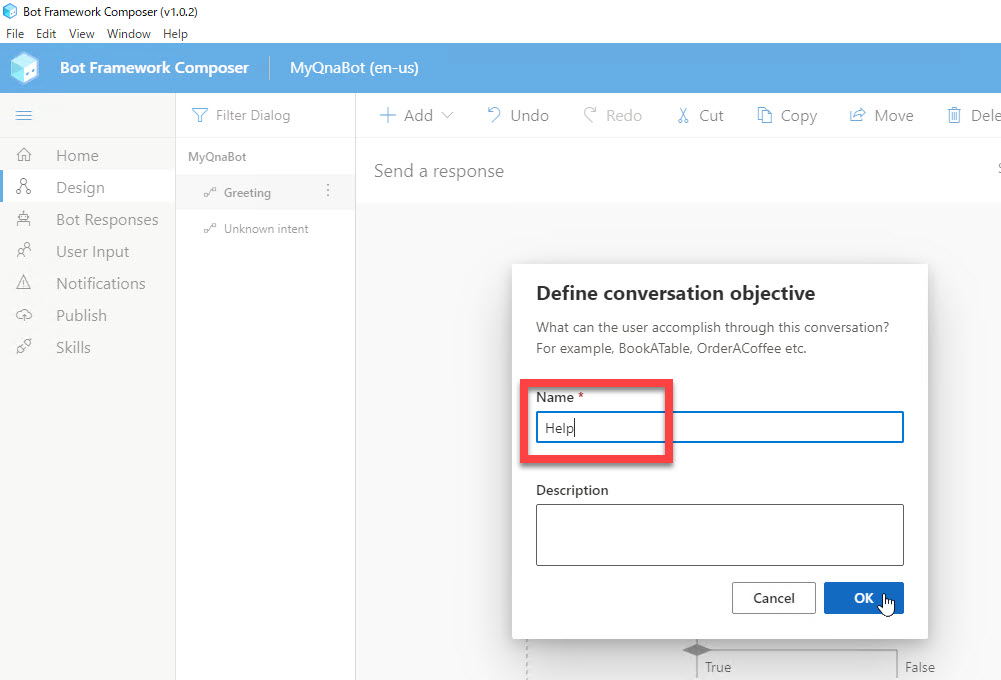 Bot Framework Composer (v1.0.2)
File Edit View Window Help
Bot Framework Composer MyQnaBot (en-us)
Filter Dialog
Add Undo Redo Cut Copy Move Dele
Home
Design
Bot Responses
User Input
Notifications
Publish
Skills
MyQnaBot
Greeting
Unknown intent
Send a response
Define conversation objective
What can the user accomplish through this conversation?
For example, BookATable, OrderACoffee etc.
Name *
Help
Description
Cancel OK
True False